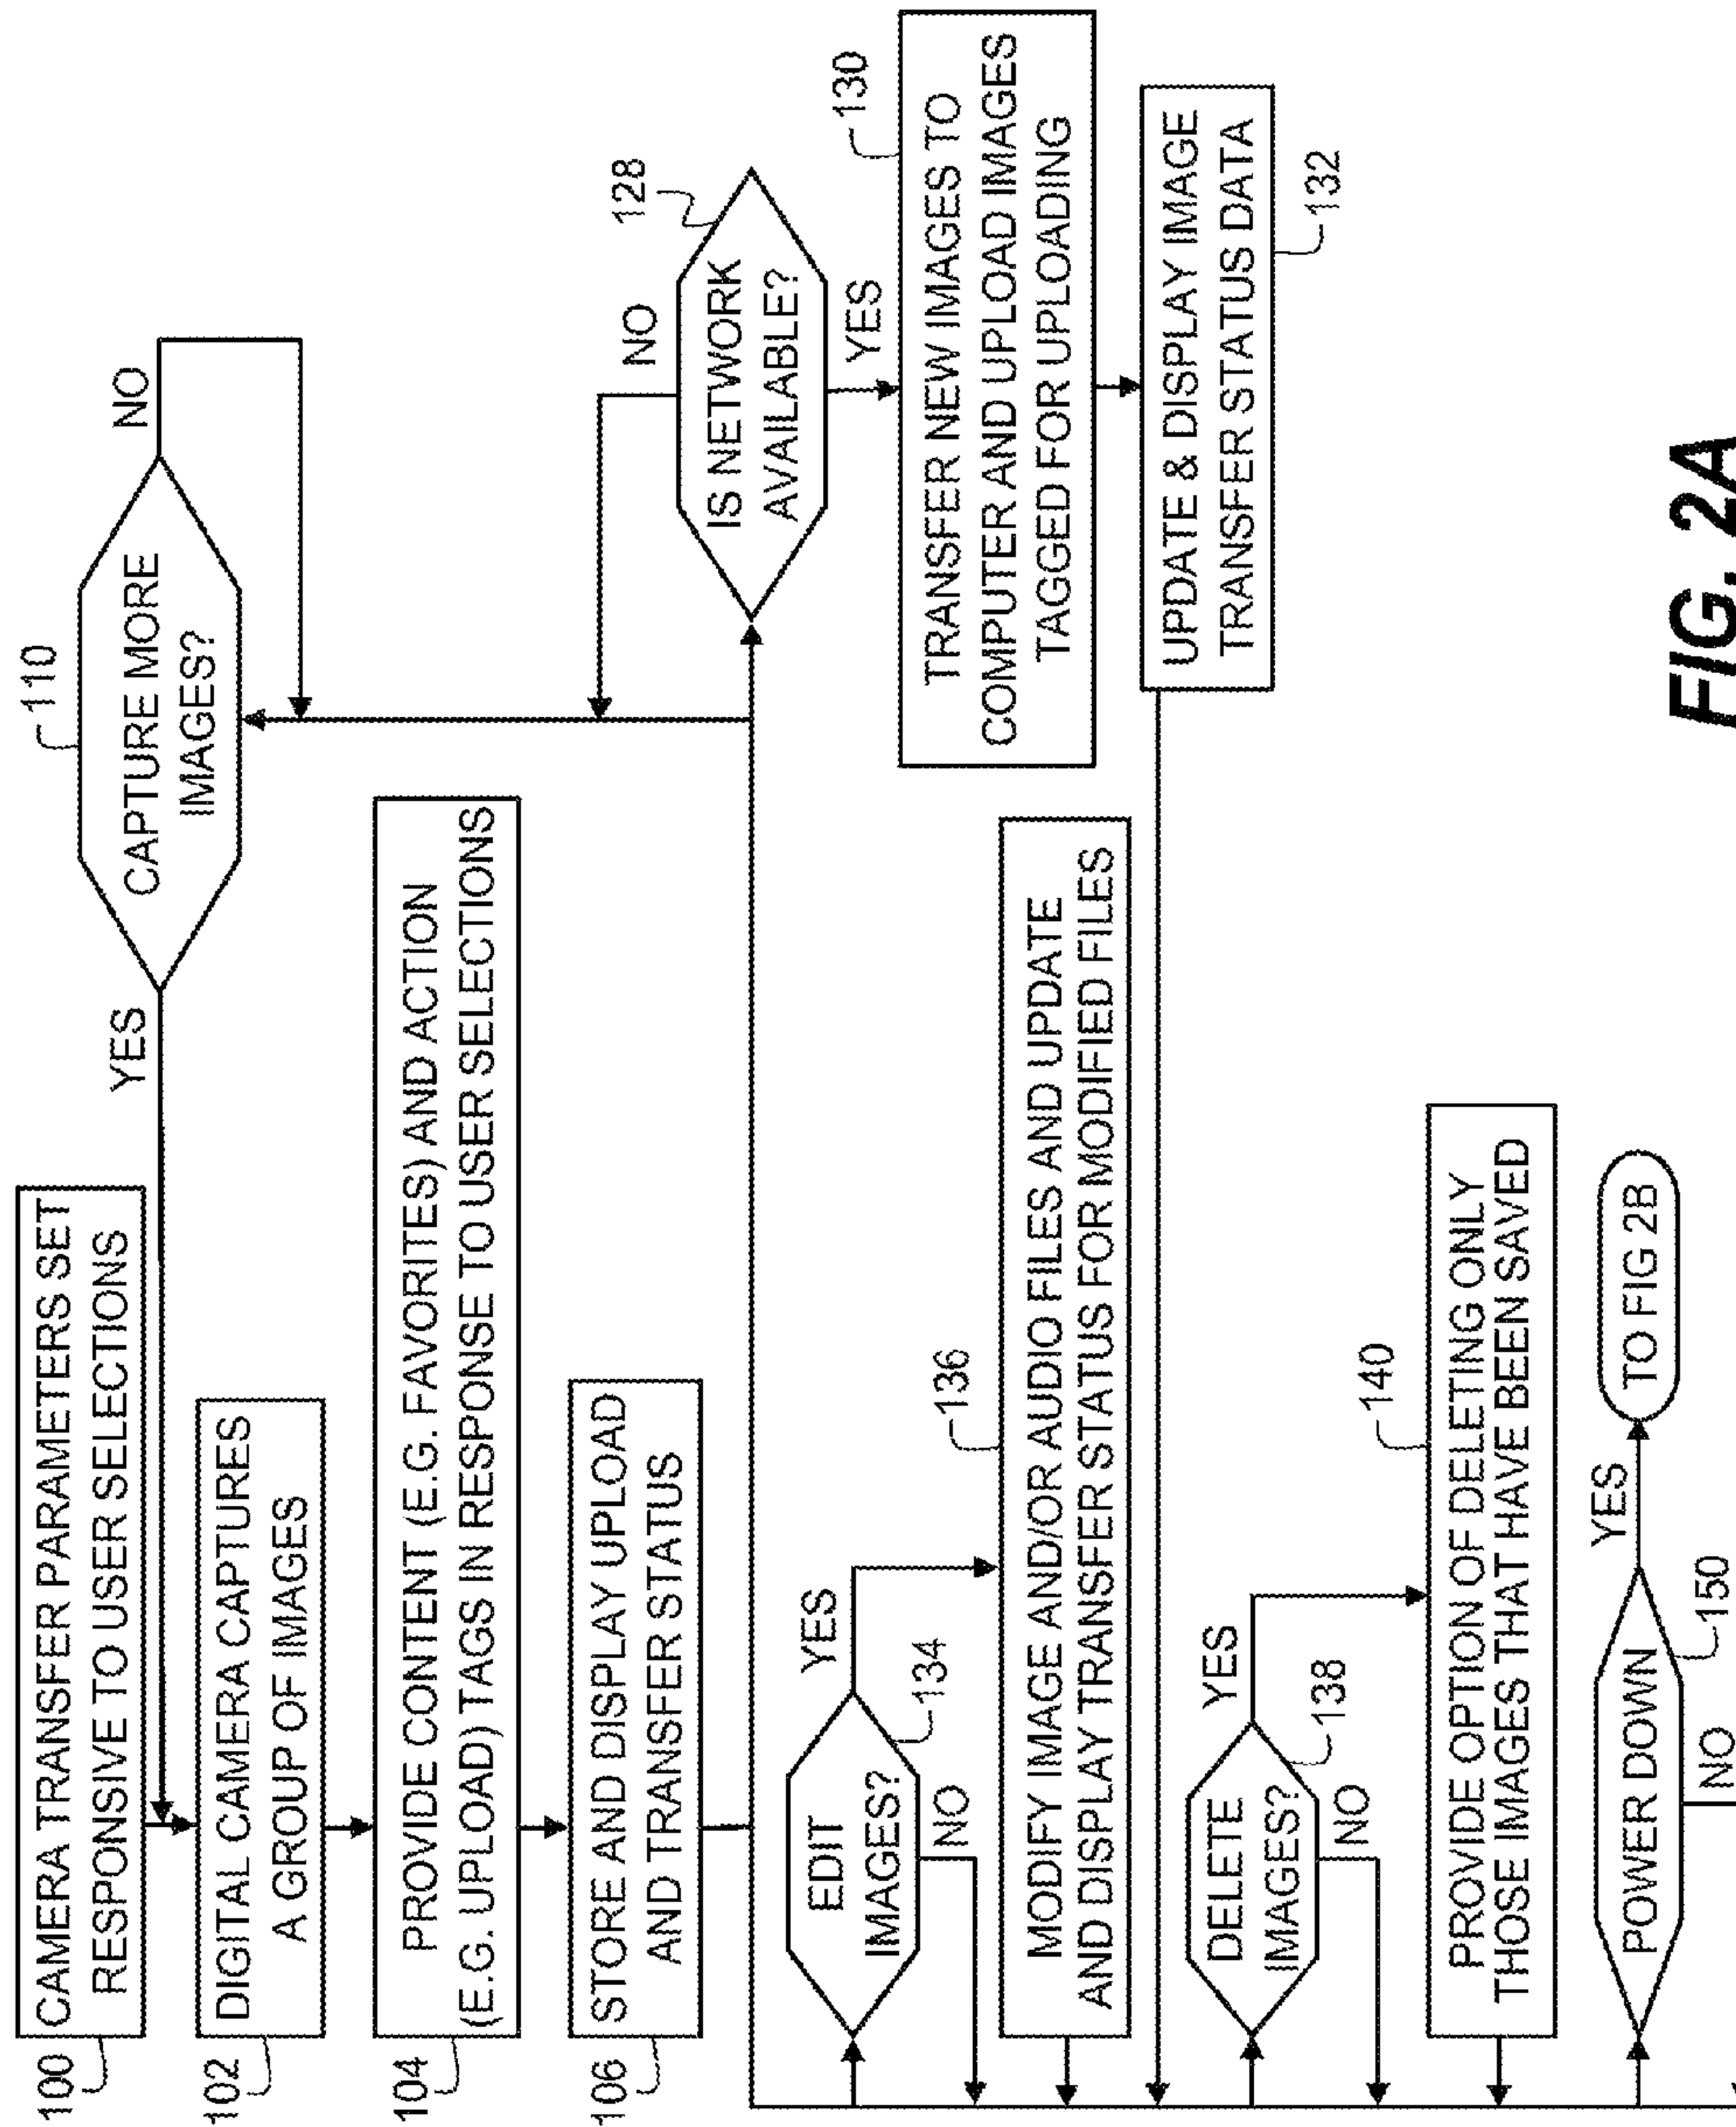 100
CAMERA TRANSFER PARAMETERS SET
RESPONSIVE TO USER SELECTIONS
110
CAPTURE MORE
IMAGES?
YES
NO
102
DIGITAL CAMERA CAPTURES
A GROUP OF IMAGES
104
PROVIDE CONTENT (E.G. FAVORITES) AND ACTION
(E.G. UPLOAD) TAGS IN RESPONSE TO USER SELECTIONS
106
STORE AND DISPLAY UPLOAD
AND TRANSFER STATUS
128
IS NETWORK
AVAILABLE?
NO
YES
130
TRANSFER NEW IMAGES TO
COMPUTER AND UPLOAD IMAGES
TAGGED FOR UPLOADING
UPDATE & DISPLAY IMAGE
TRANSFER STATUS DATA
132
EDIT
IMAGES?
YES
134
NO
136
MODIFY IMAGE AND/OR AUDIO FILES AND UPDATE
AND DISPLAY TRANSFER STATUS FOR MODIFIED FILES
DELETE
IMAGES?
YES
138
NO
140
PROVIDE OPTION OF DELETING ONLY
THOSE IMAGES THAT HAVE BEEN SAVED
POWER DOWN
YES
150
NO
TO FIG 2B
FIG. 2A